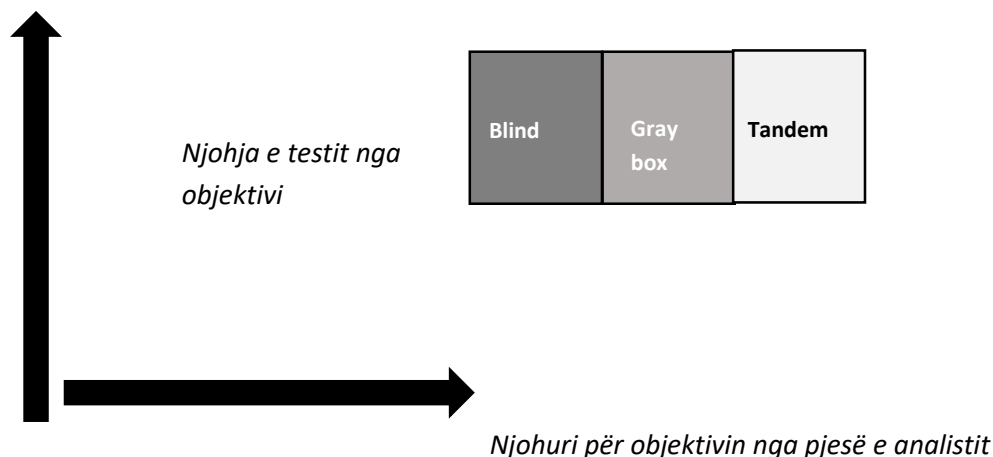 Njohja e testit nga
objektivi
Blind
Gray
box
Tandem
Njohuri për objektivin nga pjesë e analistit